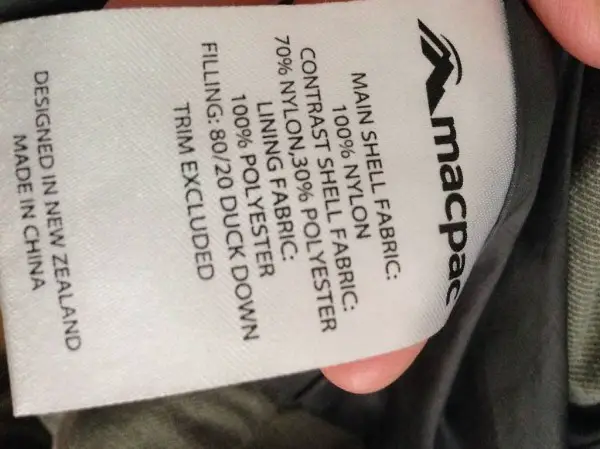 macpac
MAIN SHELL FABRIC:
100% NYLON
CONTRAST SHELL FABRIC:
70% NYLON,30% POLYESTER
LINING FABRIC:
100% POLYESTER
FILLING: 80/20 DUCK DOWN
TRIM EXCLUDED
DESIGNED IN NEW ZEALAND
MADE IN CHINA